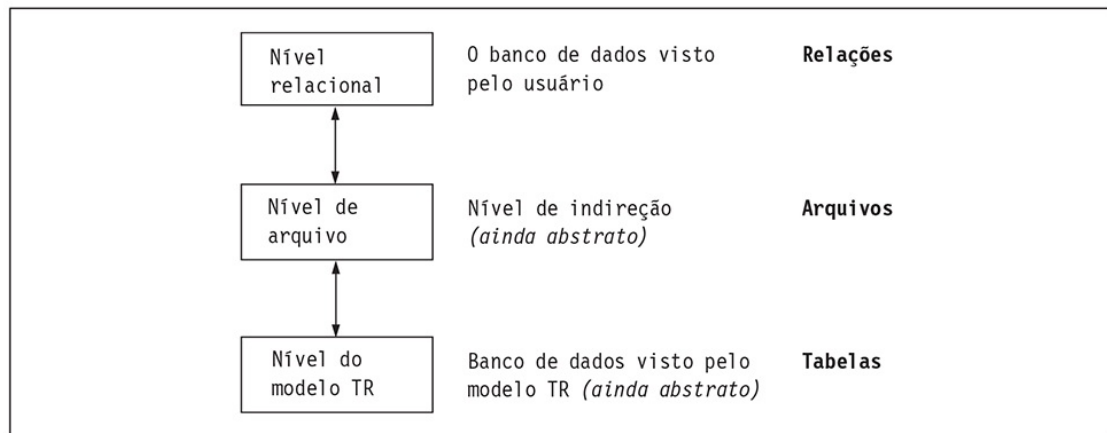 Nível relacional
O banco de dados visto pelo usuário
Relações
Nível de arquivo
Nível de indireção (ainda abstrato)
Arquivos
Nível do modelo TR
Banco de dados visto pelo modelo TR (ainda abstrato)
Tabelas